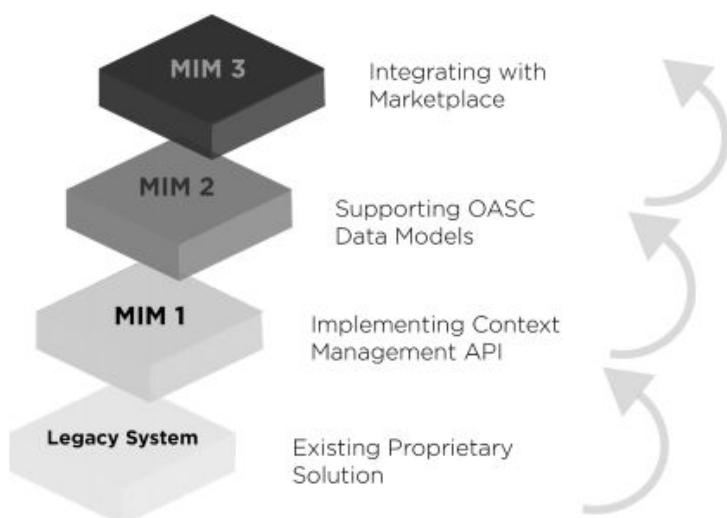 MIM 3
Integrating with
Marketplace
MIM 2
Supporting OASC
Data Models
MIM 1
Implementing Context
Management API
Legacy System
Existing Proprietary
Solution